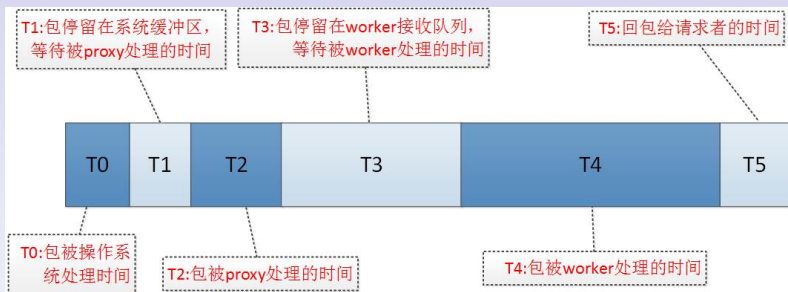 T1:包停留在系统缓冲区，
等待被proxy处理的时间
T3:包停留在worker接收队列，
等待被worker处理的时间
T5:回包给请求者的时间
T0
T1
T2
T3
T4
T5
T0:包被操作系
统处理时间
T2:包被proxy处理的时间
T4:包被worker处理的时间